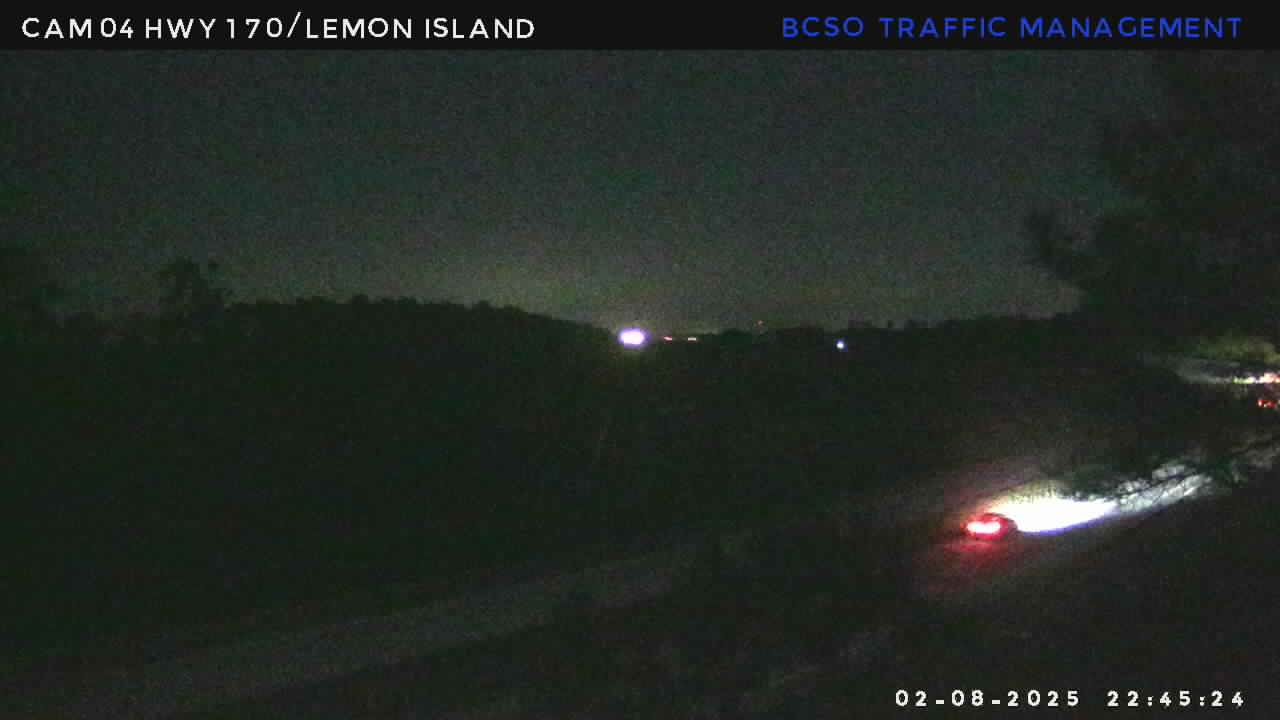 CAM04 HWY 170/LEMON ISLAND
BCSO TRAFFIC MANAGEMENT
02-08-2025 22:45:24